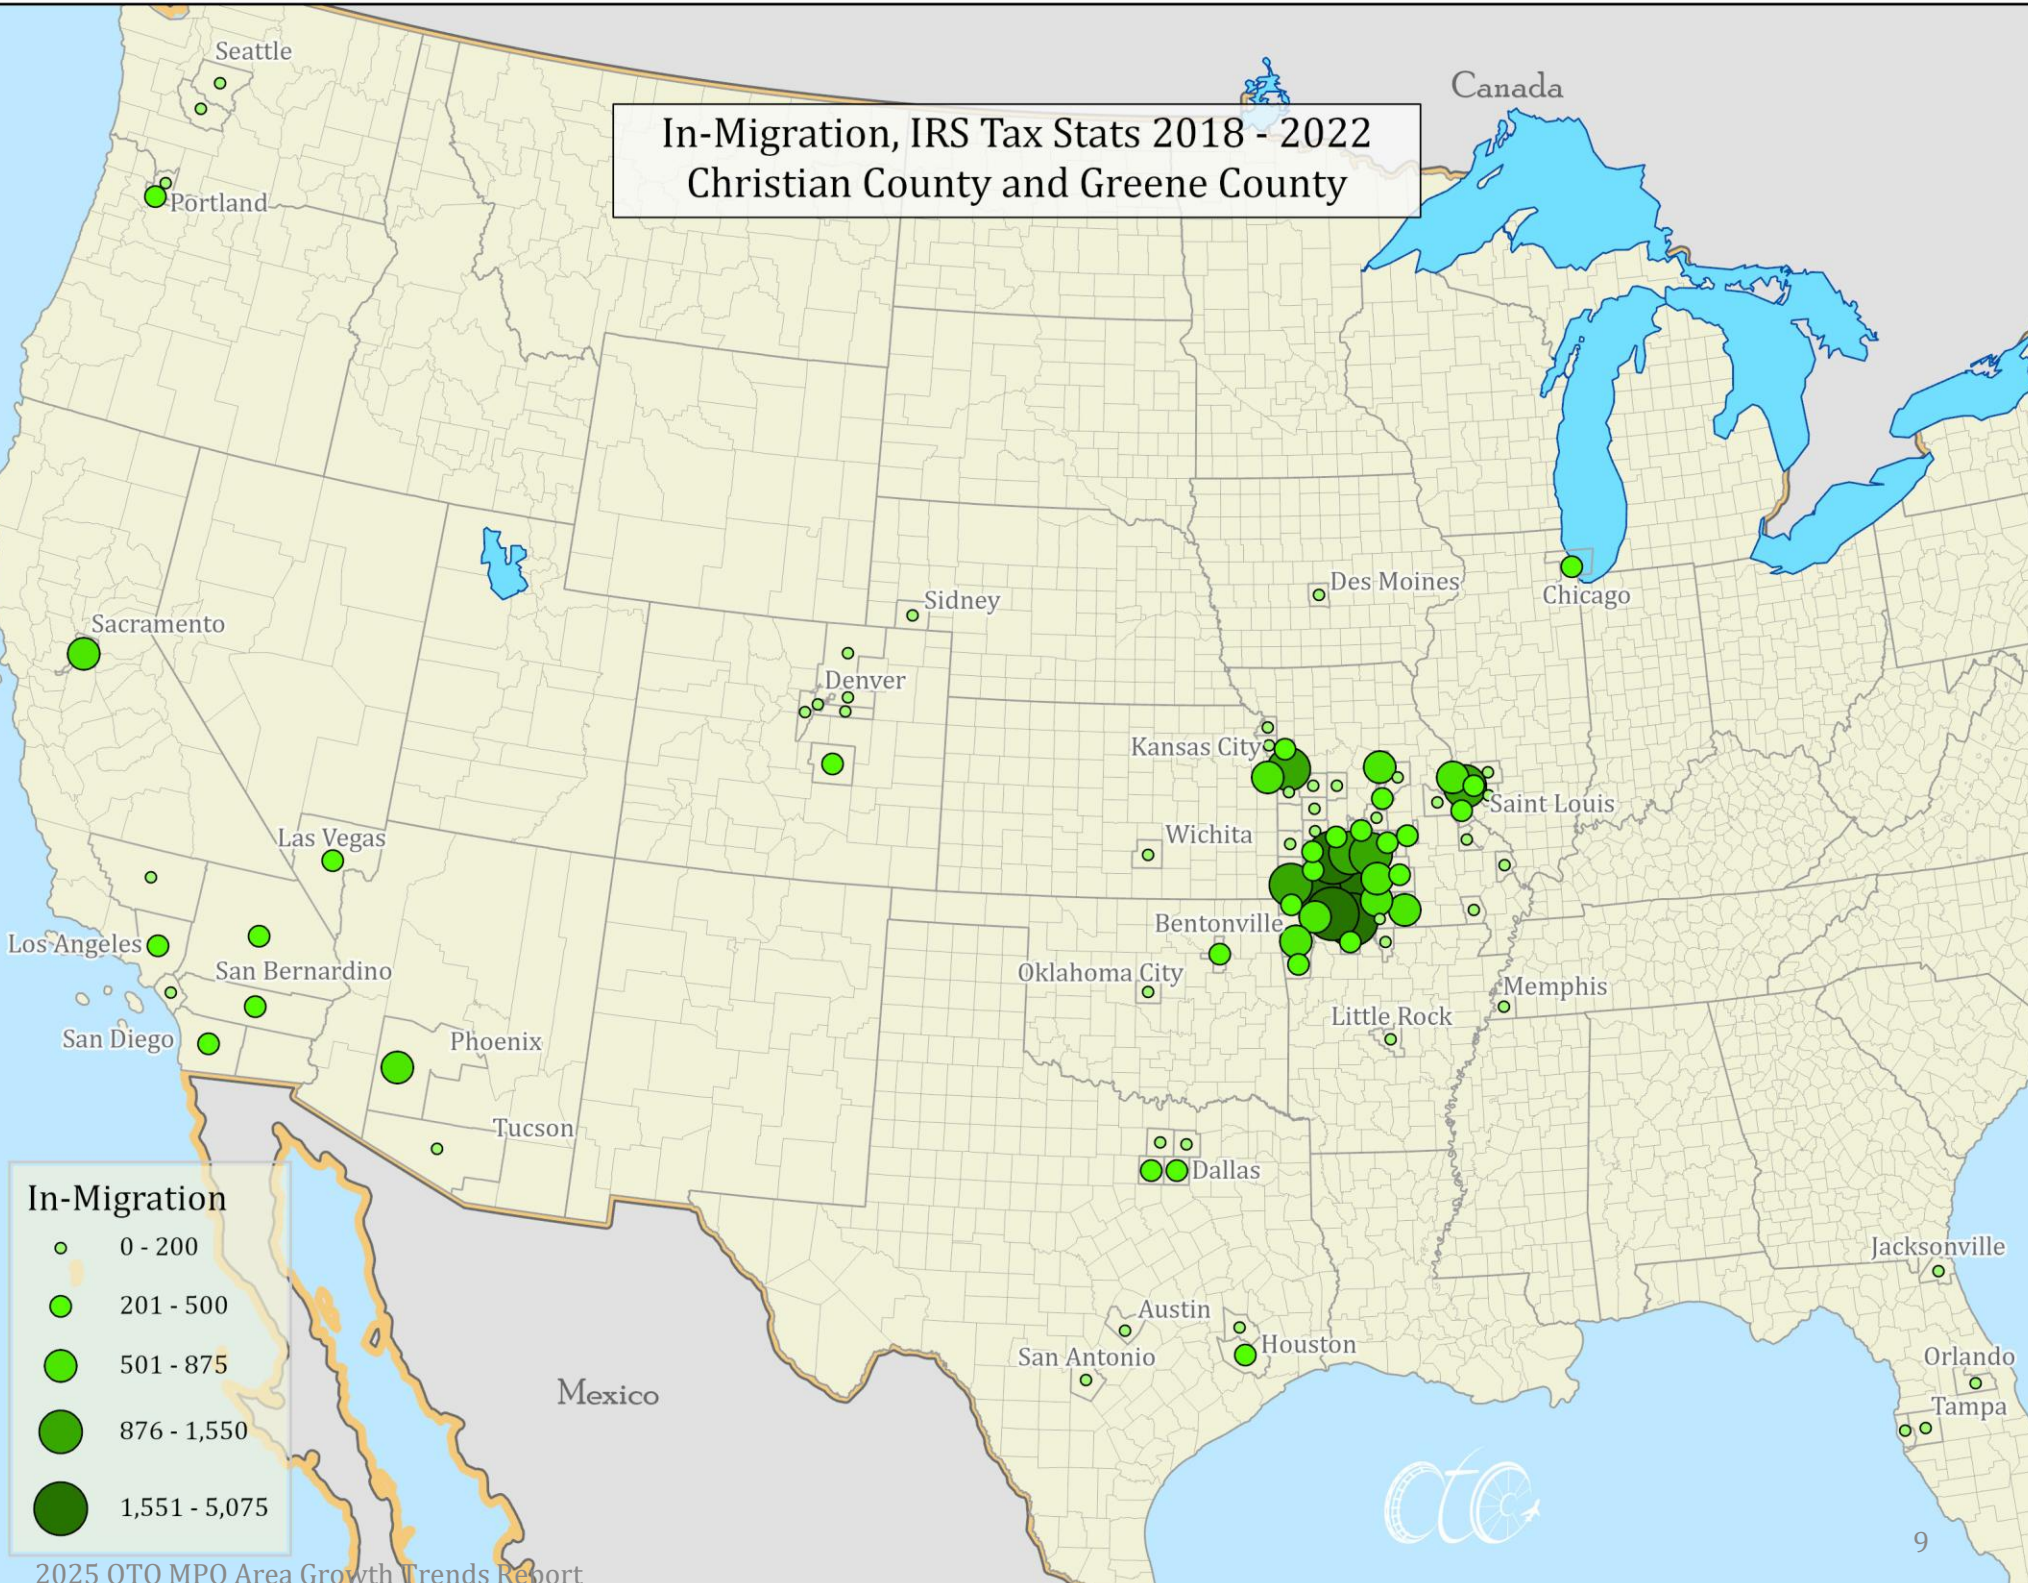 Seattle
Canada
In-Migration, IRS Tax Stats 2018 - 2022
Christian County and Greene County
Portland
Sidney
Des Moines
Chicago
Sacramento
Denver
Kansas City
Saint Louis
Las Vegas
Wichita
Los Angeles
Bentonville
San Bernardino
Oklahoma City
Memphis
Little Rock
San Diego
Phoenix
Tucson
Dallas
In-Migration
0 - 200
201 - 500
501 - 875
876 - 1,550
1,551 - 5,075
Jacksonville
Austin
Houston
San Antonio
Orlando
Tampa
Mexico
OTO
9
2025 OTO MPO Area Growth Trends Report